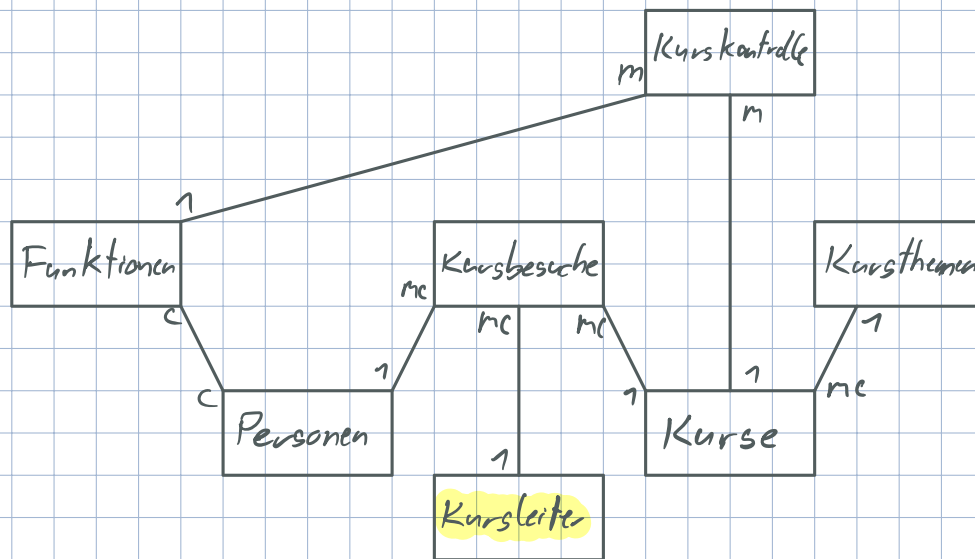 Kurskontrolle
m
m
1
Funktionen
Kursbesuche
Kursthemen
c
mc
mc
mc
1
c
1
1
1
mc
Personen
Kurse
1
Kursleiter